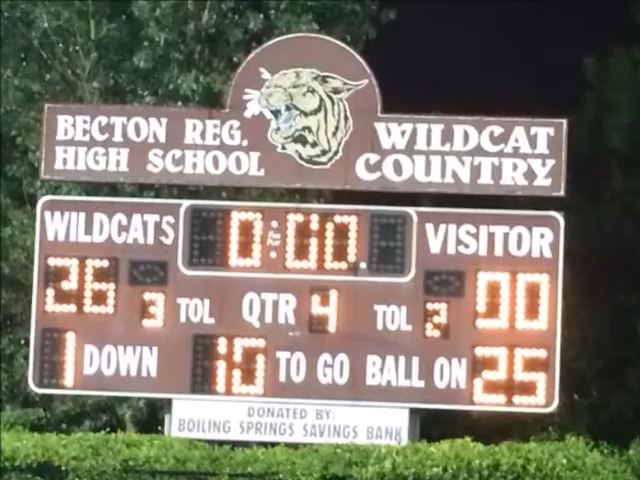 BECTON REG.
HIGH SCHOOL
WILDCAT
COUNTRY
WILDCATS 0:00.0 VISITOR
26 3 TOL QTR 4 TOL 2 00
1 DOWN 10 TO GO BALL ON 25
DONATED BY:
BOILING SPRINGS SAVINGS BANK